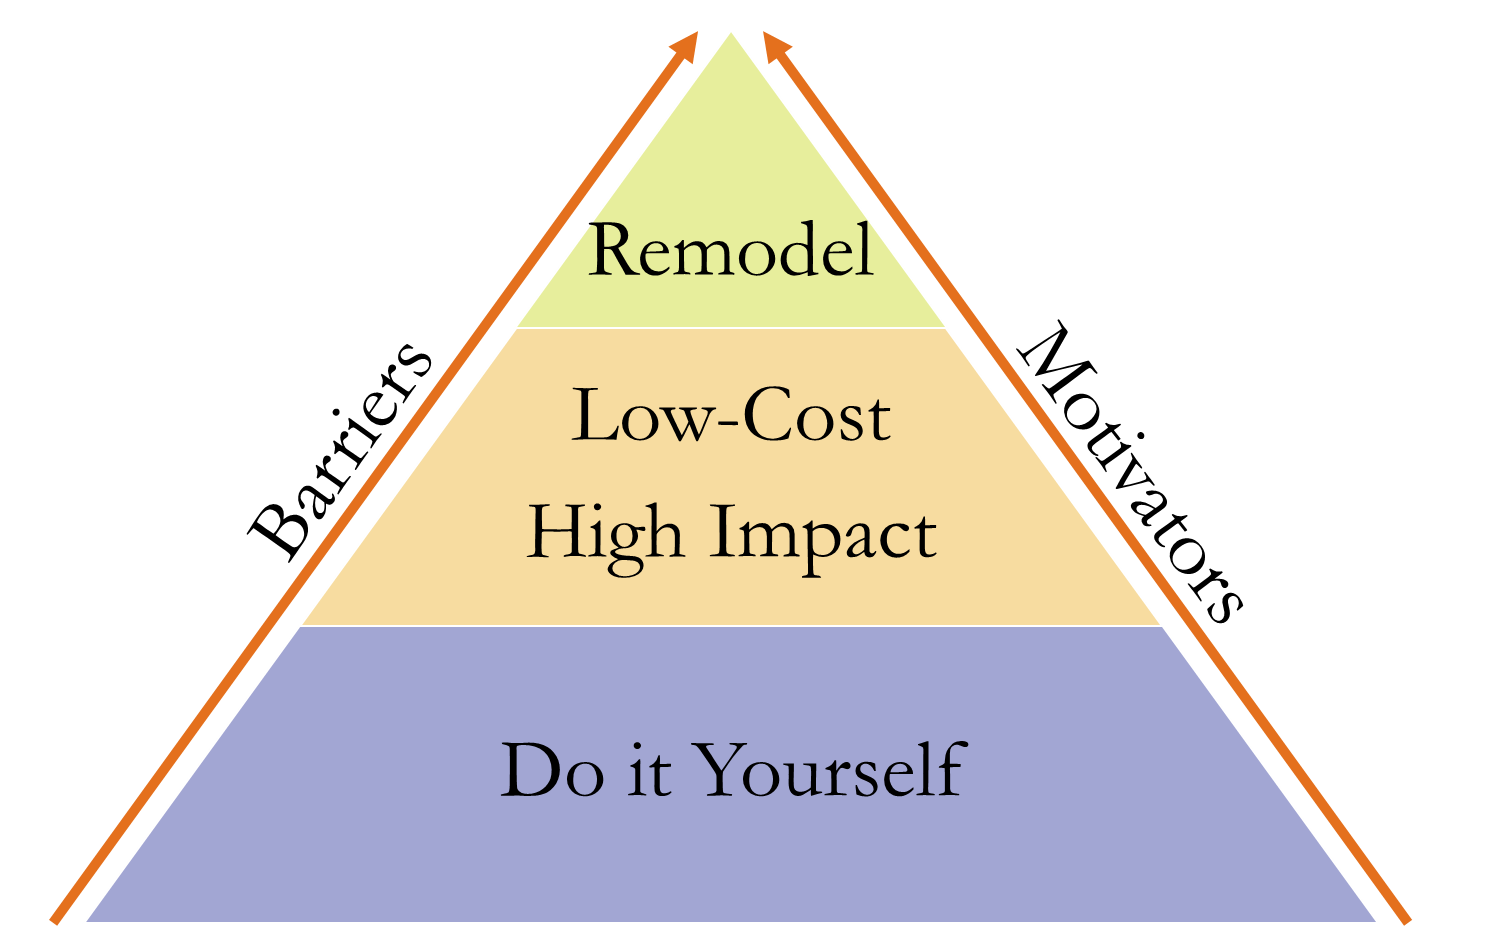 Remodel
Barriers
Motivators
Low-Cost
High Impact
Do it Yourself